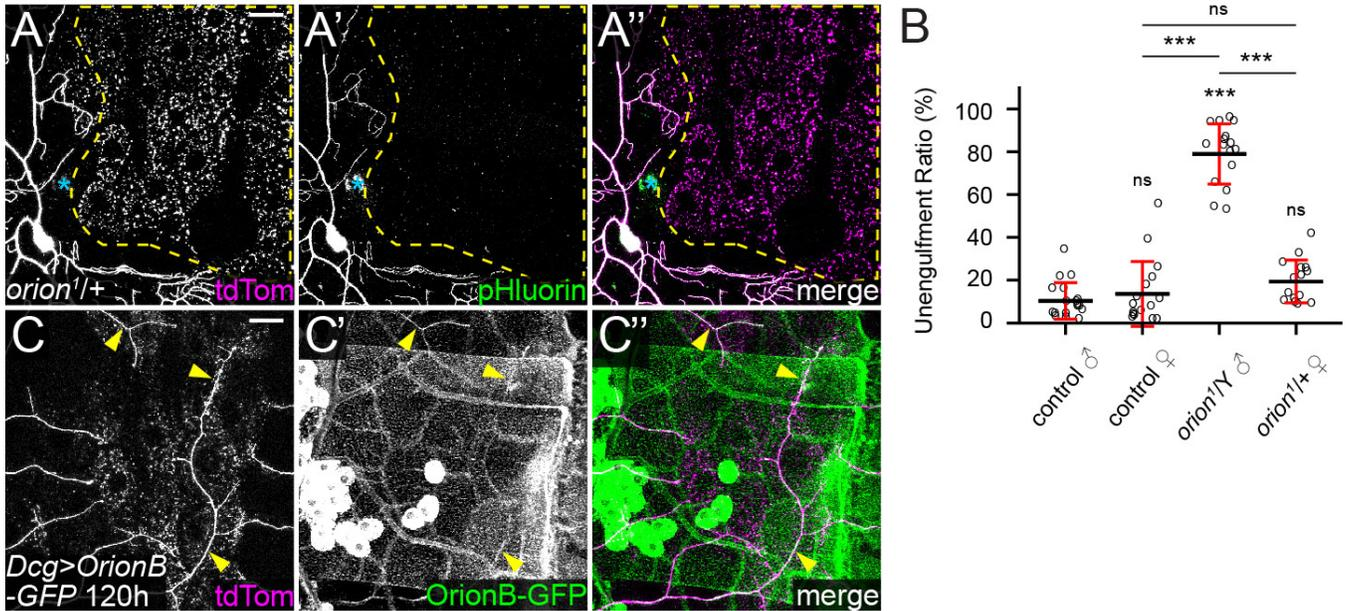 A
orion¹/+
tdTom
A'
pHluorin
A''
merge
B
ns
***
***
***
ns
ns
Unengulfment Ratio (%)
100
80
60
40
20
0
control ♂
control ♀
orion¹/Y ♂
orion¹/+ ♀
C
Dcg>OrionB
-GFP 120h
tdTom
C'
OrionB-GFP
C''
merge